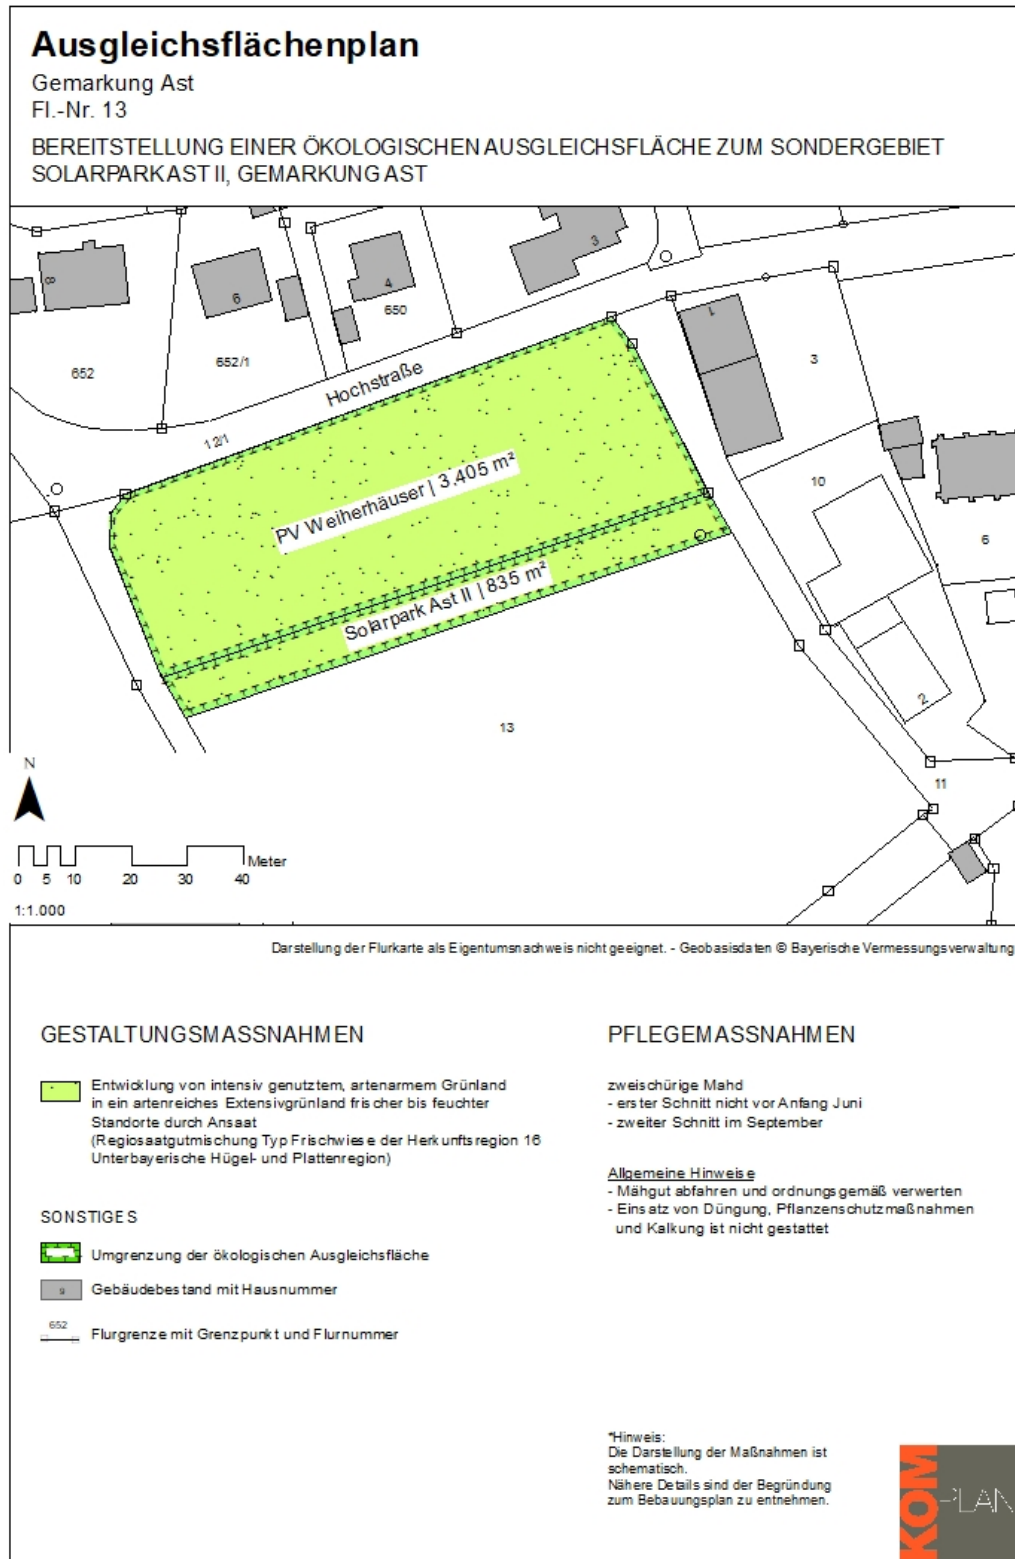 Ausgleichsflächenplan
Gemarkung Ast
Fl.-Nr. 13
BEREITSTELLUNG EINER ÖKOLOGISCHEN AUSGLEICHSFLÄCHE ZUM SONDERGEBIET
SOLARPARK AST II, GEMARKUNG AST
8
6
4
3
650
652
652/1
1
3
Hochstraße
12/1
PV Weiherhäuser | 3.405 m²
10
6
Solarpark Ast II | 835 m²
2
13
11
N
Meter
0 5 10 20 30 40
1:1.000
Darstellung der Flurkarte als Eigentumsnachweis nicht geeignet. - Geobasisdaten © Bayerische Vermessungsverwaltung
GESTALTUNGSMASSNAHMEN
Entwicklung von intensiv genutztem, artenarmem Grünland
in ein artenreiches Extensivgrünland frischer bis feuchter
Standorte durch Ansaat
(Regiosaatgutmischung Typ Frischwiese der Herkunftsregion 16
Unterbayerische Hügel- und Plattenregion)
SONSTIGES
Umgrenzung der ökologischen Ausgleichsfläche
9
Gebäudebestand mit Hausnummer
652
Flurgrenze mit Grenzpunkt und Flurnummer
PFLEGEMASSNAHMEN
zweischürige Mahd
- erster Schnitt nicht vor Anfang Juni
- zweiter Schnitt im September
Allgemeine Hinweise
- Mähgut abfahren und ordnungsgemäß verwerten
- Einsatz von Düngung, Pflanzenschutzmaßnahmen
und Kalkung ist nicht gestattet
*Hinweis:
Die Darstellung der Maßnahmen ist
schematisch.
Nähere Details sind der Begründung
zum Bebauungsplan zu entnehmen.
KOM
PLAN